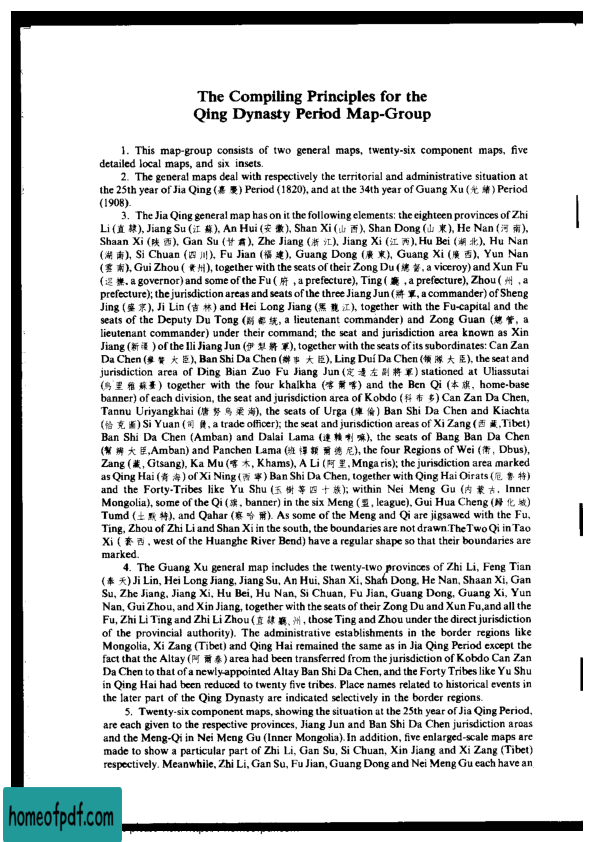 The Compiling Principles for the
Qing Dynasty Period Map-Group
1. This map-group consists of two general maps, twenty-six component maps, five
detailed local maps, and six insets.
2. The general maps deal with respectively the territorial and administrative situation at
the 25th year of Jia Qing (嘉慶) Period (1820), and at the 34th year of Guang Xu (光緒) Period
(1908).
3. The Jia Qing general map has on it the following elements: the eighteen provinces of Zhi
Li (直隸), Jiang Su (江蘇), An Hui (安徽), Shan Xi (山西), Shan Dong (山東), He Nan (河南),
Shaan Xi (陝西), Gan Su (甘肅), Zhe Jiang (浙江), Jiang Xi (江西), Hu Bei (湖北), Hu Nan
(湖南), Si Chuan (四川), Fu Jian (福建), Guang Dong (廣東), Guang Xi (廣西), Yun Nan
(雲南), Gui Zhou (貴州), together with the seats of their Zong Du (總督, a viceroy) and Xun Fu
(巡撫, a governor) and some of the Fu (府, a prefecture), Ting (廳, a prefecture), Zhou (州, a
prefecture); the jurisdiction areas and seats of the three Jiang Jun (將軍, a commander) of Sheng
Jing (盛京), Ji Lin (吉林) and Hei Long Jiang (黑龍江), together with the Fu-capital and the
seats of the Deputy Du Tong (副都統, a lieutenant commander) and Zong Guan (總管, a
lieutenant commander) under their command; the seat and jurisdiction area known as Xin
Jiang (新疆) of the Ili Jiang Jun (伊犁將軍), together with the seats of its subordinates: Can Zan
Da Chen (參贊大臣), Ban Shi Da Chen (辦事大臣), Ling Dui Da Chen (領隊大臣), the seat and
jurisdiction area of Ding Bian Zuo Fu Jiang Jun (定邊左副將軍) stationed at Uliassutai
(烏里雅蘇臺) together with the four khalkha (喀爾喀) and the Ben Qi (本旗, home-base
banner) of each division, the seat and jurisdiction area of Kobdo (科布多) Can Zan Da Chen,
Tannu Uriyangkhai (唐努烏梁海), the seats of Urga (庫倫) Ban Shi Da Chen and Kiachta
(恰克圖) Si Yuan (司員, a trade officer); the seat and jurisdiction areas of Xi Zang (西藏,Tibet)
Ban Shi Da Chen (Amban) and Dalai Lama (達賴喇嘛), the seats of Bang Ban Da Chen
(幫辦大臣,Amban) and Panchen Lama (班禪額爾德尼), the four Regions of Wei (衛, Dbus),
Zang (藏, Gtsang), Ka Mu (喀木, Khams), A Li (阿里,Mnga ris); the jurisdiction area marked
as Qing Hai (青海) of Xi Ning (西寧) Ban Shi Da Chen, together with Qing Hai Oirats (厄魯特)
and the Forty-Tribes like Yu Shu (玉樹等四十族); within Nei Meng Gu (內蒙古, Inner
Mongolia), some of the Qi (旗, banner) in the six Meng (盟, league), Gui Hua Cheng (歸化城)
Tumd (土默特), and Qahar (察哈爾). As some of the Meng and Qi are jigsawed with the Fu,
Ting, Zhou of Zhi Li and Shan Xi in the south, the boundaries are not drawn.The Two Qi in Tao
Xi (套西, west of the Huanghe River Bend) have a regular shape so that their boundaries are
marked.
4. The Guang Xu general map includes the twenty-two provinces of Zhi Li, Feng Tian
(奉天) Ji Lin, Hei Long Jiang, Jiang Su, An Hui, Shan Xi, Shan Dong, He Nan, Shaan Xi, Gan
Su, Zhe Jiang, Jiang Xi, Hu Bei, Hu Nan, Si Chuan, Fu Jian, Guang Dong, Guang Xi, Yun
Nan, Gui Zhou, and Xin Jiang, together with the seats of their Zong Du and Xun Fu,and all the
Fu, Zhi Li Ting and Zhi Li Zhou (直隸廳、州, those Ting and Zhou under the direct jurisdiction
of the provincial authority). The administrative establishments in the border regions like
Mongolia, Xi Zang (Tibet) and Qing Hai remained the same as in Jia Qing Period except the
fact that the Altay (阿爾泰) area had been transferred from the jurisdiction of Kobdo Can Zan
Da Chen to that of a newly-appointed Altay Ban Shi Da Chen, and the Forty Tribes like Yu Shu
in Qing Hai had been reduced to twenty five tribes. Place names related to historical events in
the later part of the Qing Dynasty are indicated selectively in the border regions.
5. Twenty-six component maps, showing the situation at the 25th year of Jia Qing Period,
are each given to the respective provinces, Jiang Jun and Ban Shi Da Chen jurisdiction areas
and the Meng-Qi in Nei Meng Gu (Inner Mongolia). In addition, five enlarged-scale maps are
made to show a particular part of Zhi Li, Gan Su, Si Chuan, Xin Jiang and Xi Zang (Tibet)
respectively. Meanwhile, Zhi Li, Gan Su, Fu Jian, Guang Dong and Nei Meng Gu each have an
homeofpdf.com